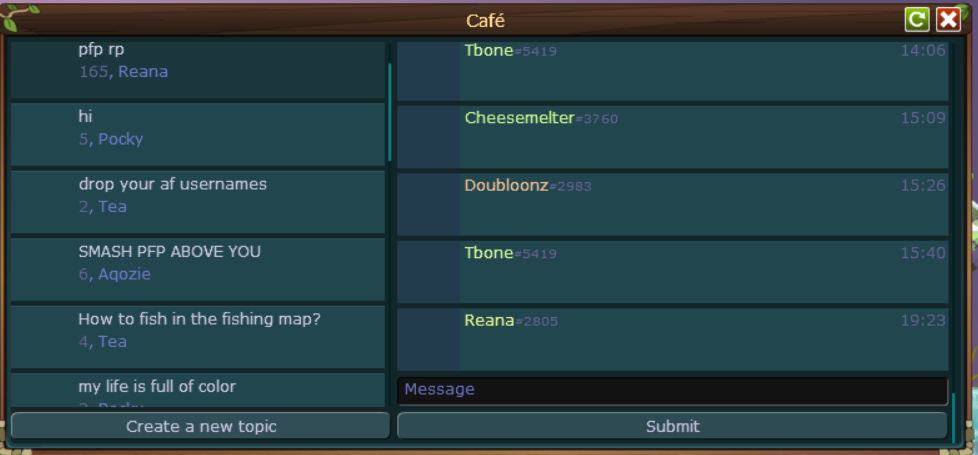 Café
pfp rp
165, Reana
hi
5, Pocky
drop your af usernames
2, Tea
SMASH PFP ABOVE YOU
6, Aqozie
How to fish in the fishing map?
4, Tea
my life is full of color
Create a new topic
Tbone#5419 14:06
Cheesemelter#3760 15:09
Doubloonz#2983 15:26
Tbone#5419 15:40
Reana#2805 19:23
Message
Submit